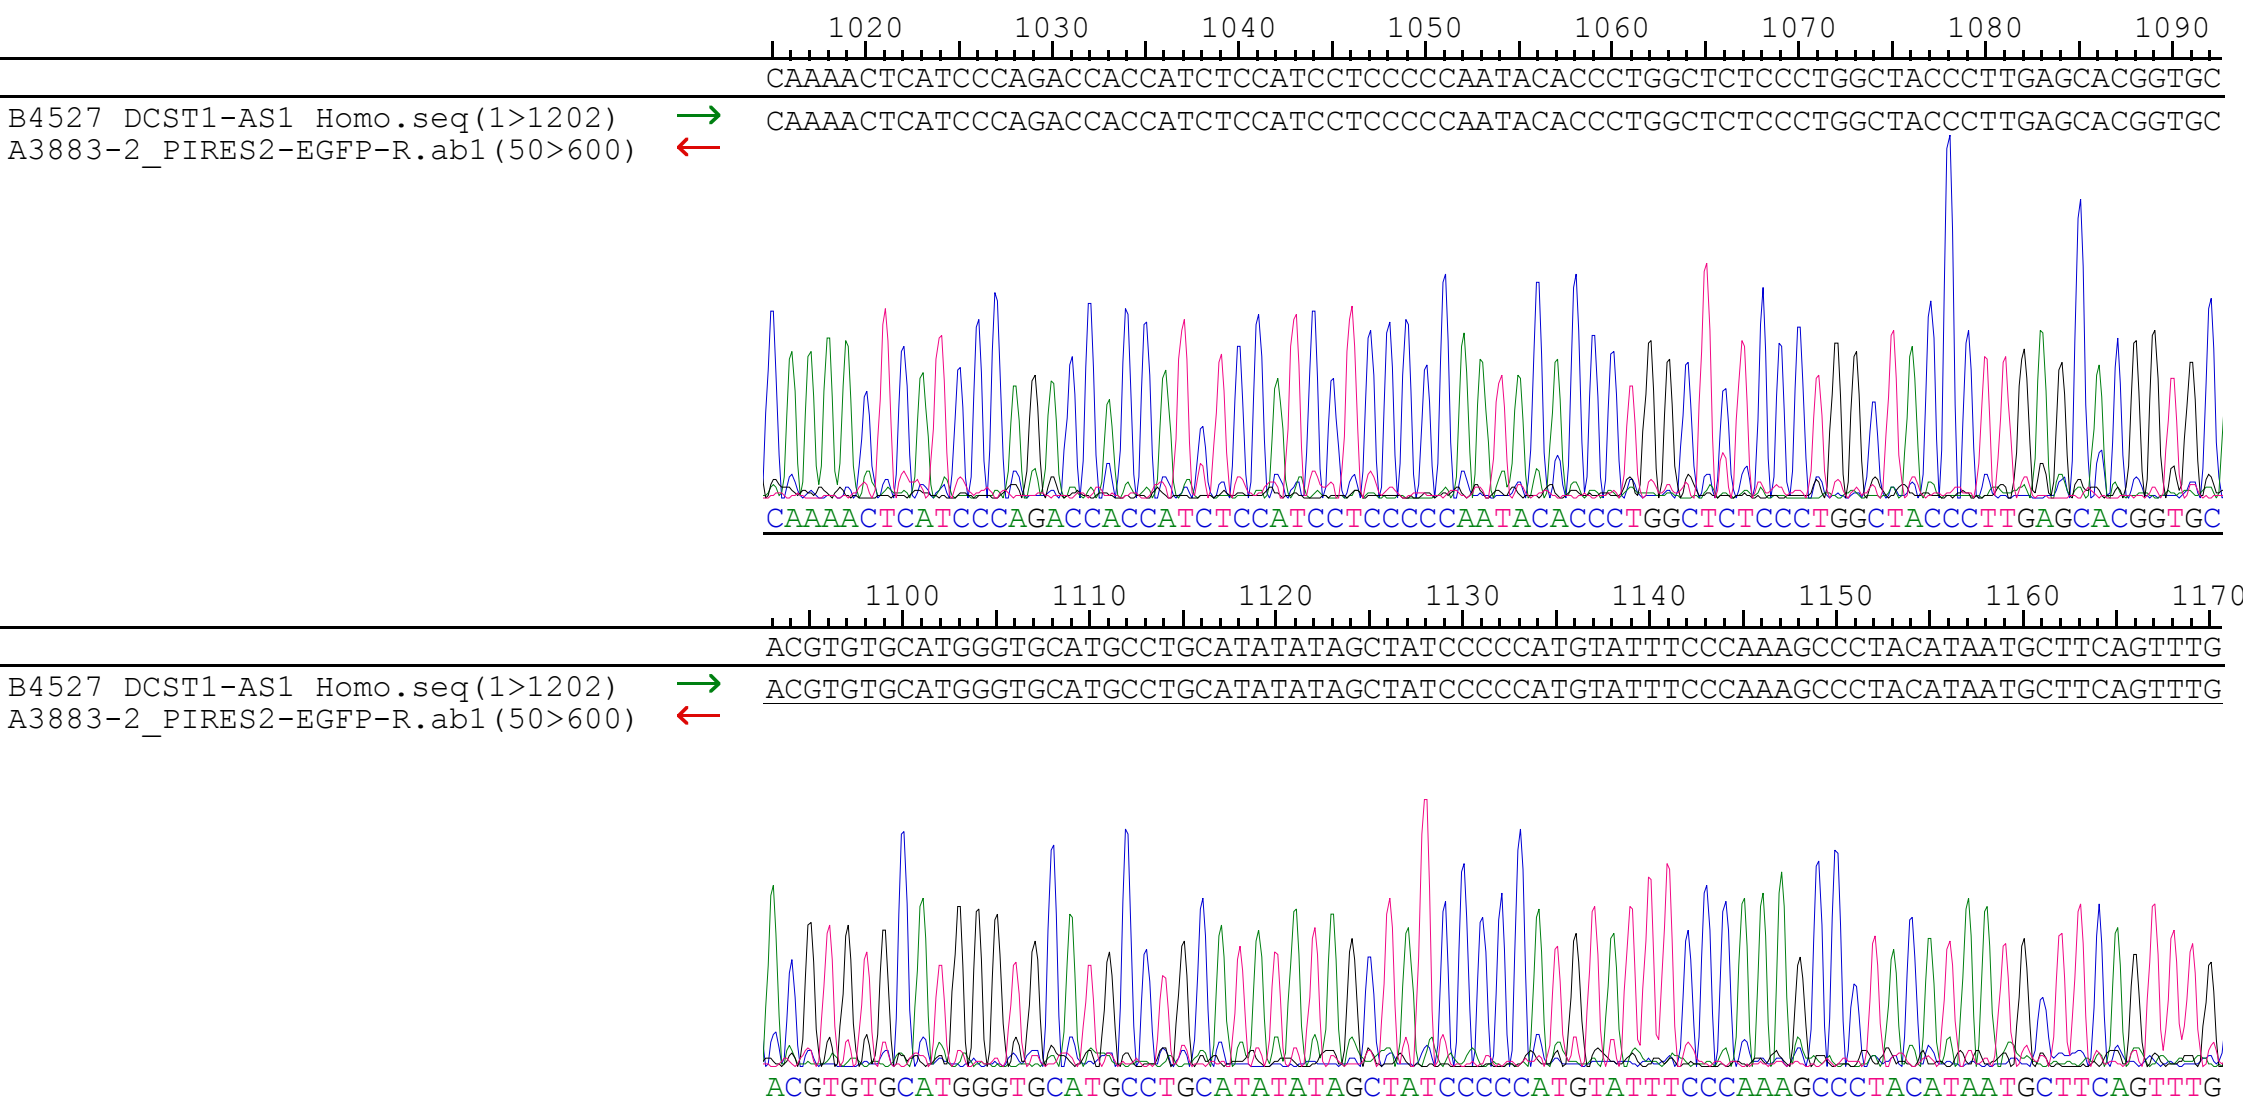 1020 1030 1040 1050 1060 1070 1080 1090
CAAAACTCATCCCAGACCACCATCTCCATCCTCCCCCAATACACCCTGGCTCTCCCTGGCTACCCTTGAGCACGGTGC
B4527 DCST1-AS1 Homo.seq(1>1202) → CAAAACTCATCCCAGACCACCATCTCCATCCTCCCCCAATACACCCTGGCTCTCCCTGGCTACCCTTGAGCACGGTGC
A3883-2_PIRES2-EGFP-R.ab1(50>600) ←
CAAAACTCATCCCAGACCACCATCTCCATCCTCCCCCAATACACCCTGGCTCTCCCTGGCTACCCTTGAGCACGGTGC
1100 1110 1120 1130 1140 1150 1160 1170
ACGTGTGCATGGGTGCATGCCTGCATATATAGCTATCCCCCATGTATTTCCCAAAGCCCTACATAATGCTTCAGTTTG
B4527 DCST1-AS1 Homo.seq(1>1202) → ACGTGTGCATGGGTGCATGCCTGCATATATAGCTATCCCCCATGTATTTCCCAAAGCCCTACATAATGCTTCAGTTTG
A3883-2_PIRES2-EGFP-R.ab1(50>600) ←
ACGTGTGCATGGGTGCATGCCTGCATATATAGCTATCCCCCATGTATTTCCCAAAGCCCTACATAATGCTTCAGTTTG